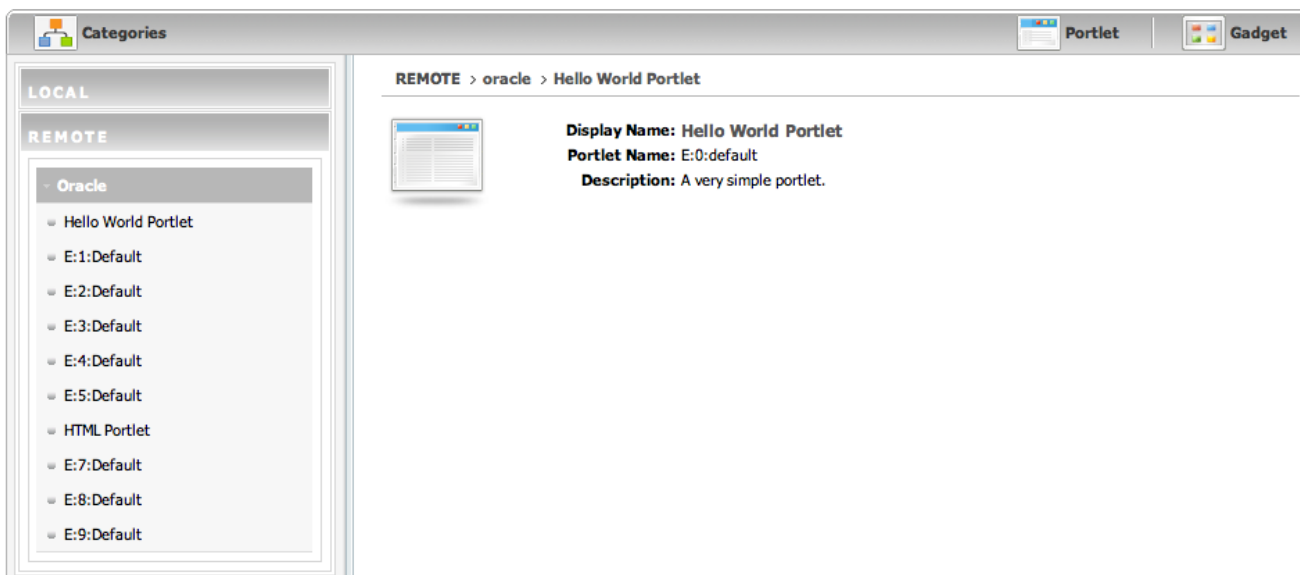 Categories
Portlet
Gadget
LOCAL
REMOTE
Oracle
Hello World Portlet
E:1:Default
E:2:Default
E:3:Default
E:4:Default
E:5:Default
HTML Portlet
E:7:Default
E:8:Default
E:9:Default
REMOTE > oracle > Hello World Portlet
Display Name: Hello World Portlet
Portlet Name: E:0:default
Description: A very simple portlet.